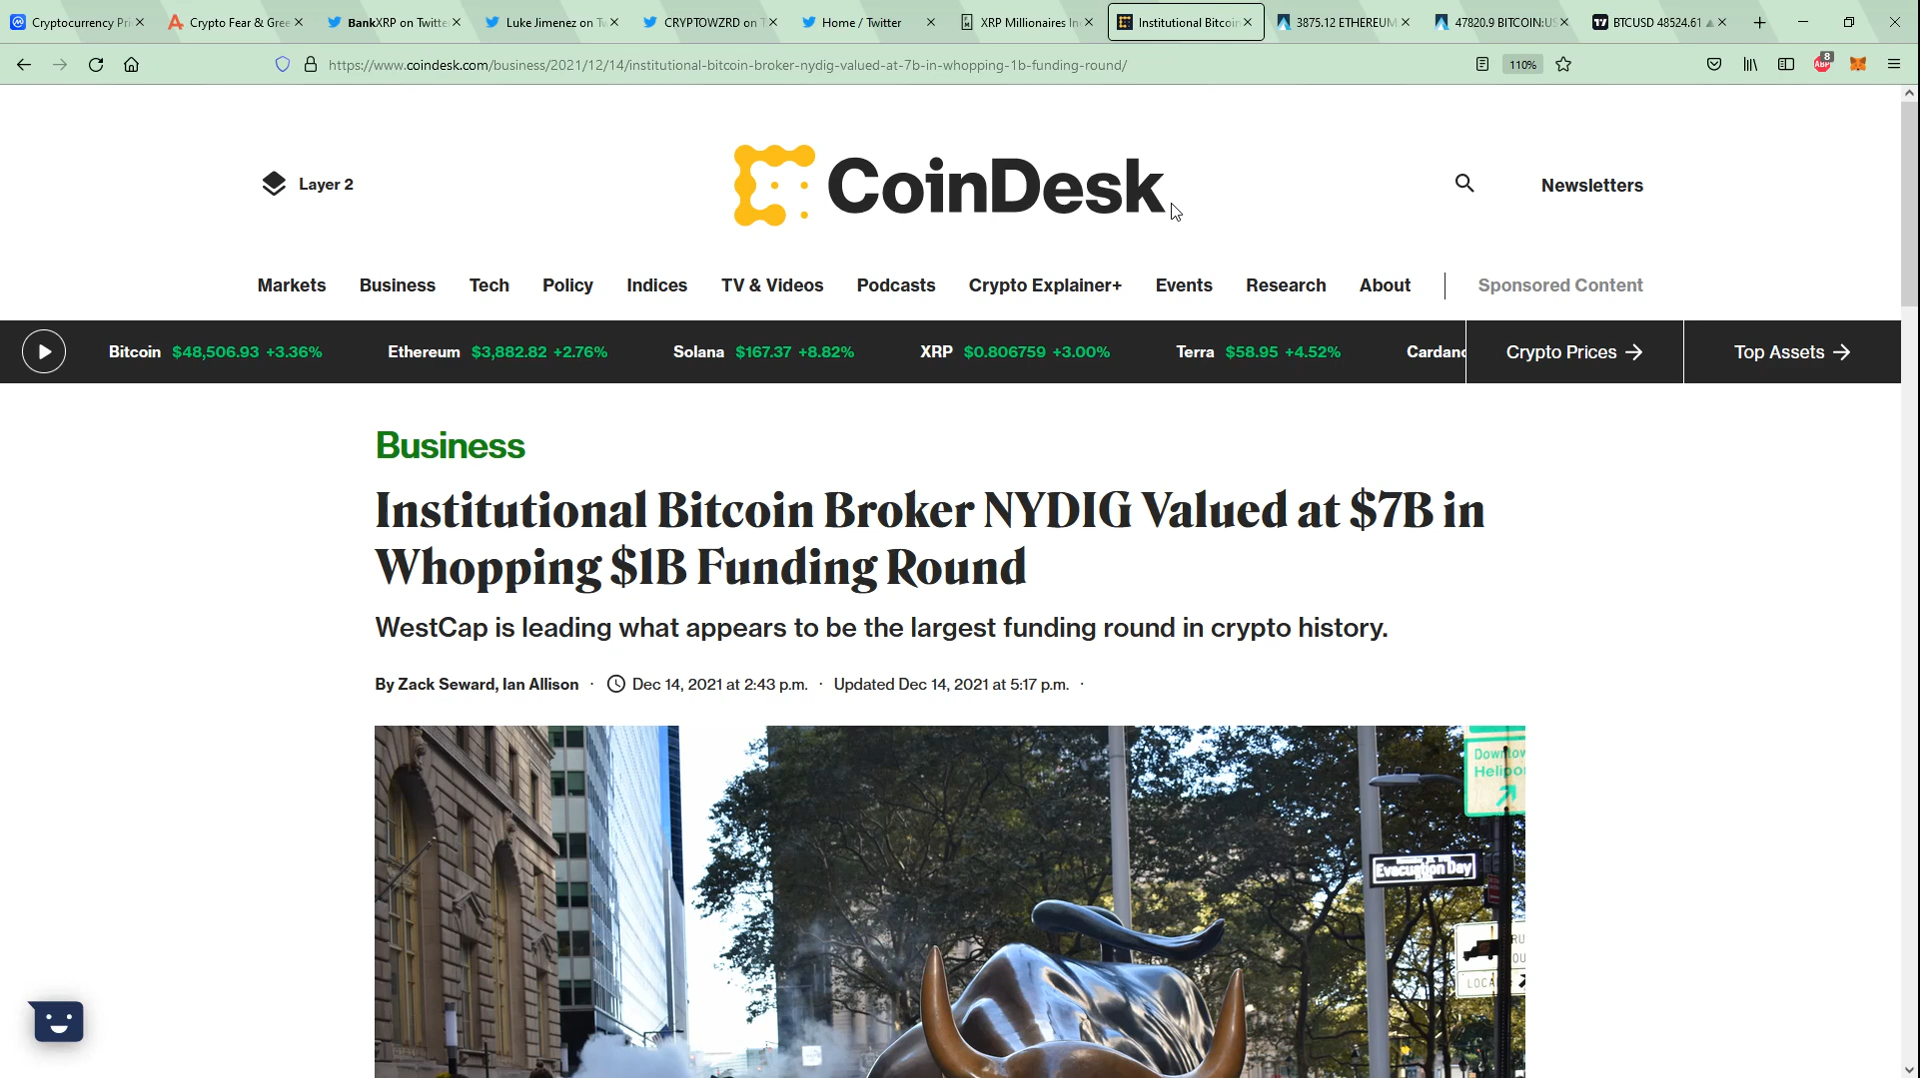 Cryptocurrency Pri
Crypto Fear & Gree
BankXRP on Twitte
Luke Jimenez on Tw
CRYPTOWZRD on T
Home / Twitter
XRP Millionaires In
Institutional Bitcoin
3875.12 ETHEREUM
47820.9 BITCOIN:US
BTCUSD 48524.61
https://www.coindesk.com/business/2021/12/14/institutional-bitcoin-broker-nydig-valued-at-7b-in-whopping-1b-funding-round/
110%
ABP
8
Layer 2
CoinDesk
Newsletters
Markets Business Tech Policy Indices TV & Videos Podcasts Crypto Explainer+ Events Research About Sponsored Content
Bitcoin $48,506.93 +3.36% Ethereum $3,882.82 +2.76% Solana $167.37 +8.82% XRP $0.806759 +3.00% Terra $58.95 +4.52% Cardano Crypto Prices → Top Assets →
Business
Institutional Bitcoin Broker NYDIG Valued at $7B in
Whopping $1B Funding Round
WestCap is leading what appears to be the largest funding round in crypto history.
By Zack Seward, Ian Allison · Dec 14, 2021 at 2:43 p.m. · Updated Dec 14, 2021 at 5:17 p.m. ·
Downtow
Helipor
Evacuation Day